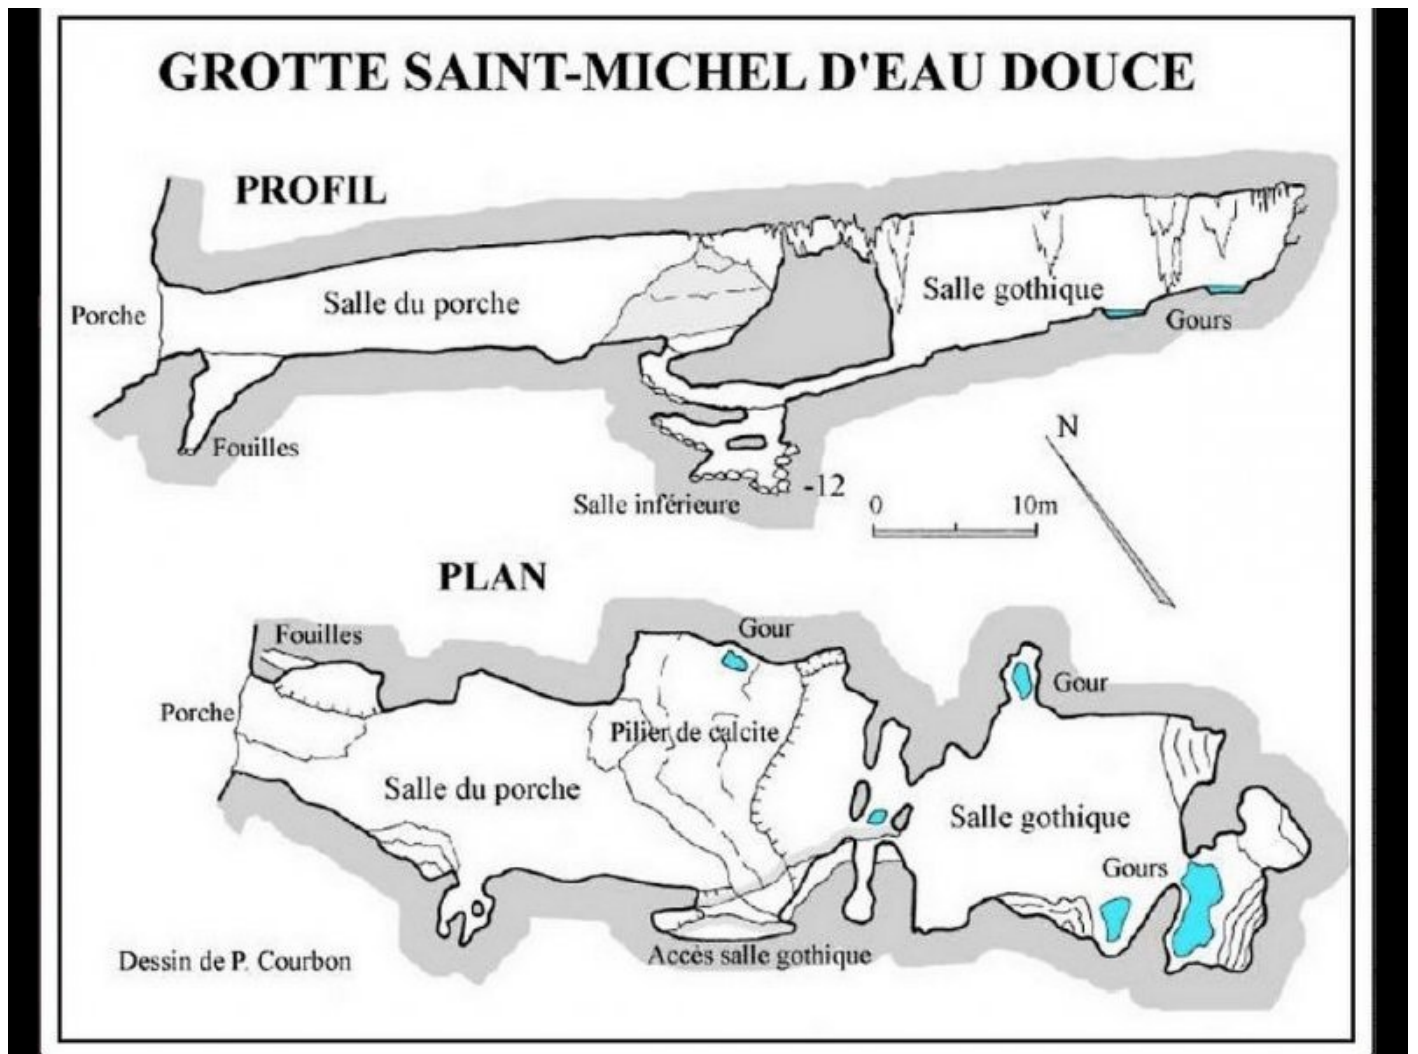 GROTTE SAINT-MICHEL D'EAU DOUCE
PROFIL
Porche
Salle du porche
Salle gothique
Gours
Fouilles
Salle inférieure
-12
0 10m
N
PLAN
Fouilles
Gour
Porche
Gour
Pilier de calcite
Salle du porche
Salle gothique
Gours
Accès salle gothique
Dessin de P. Courbon